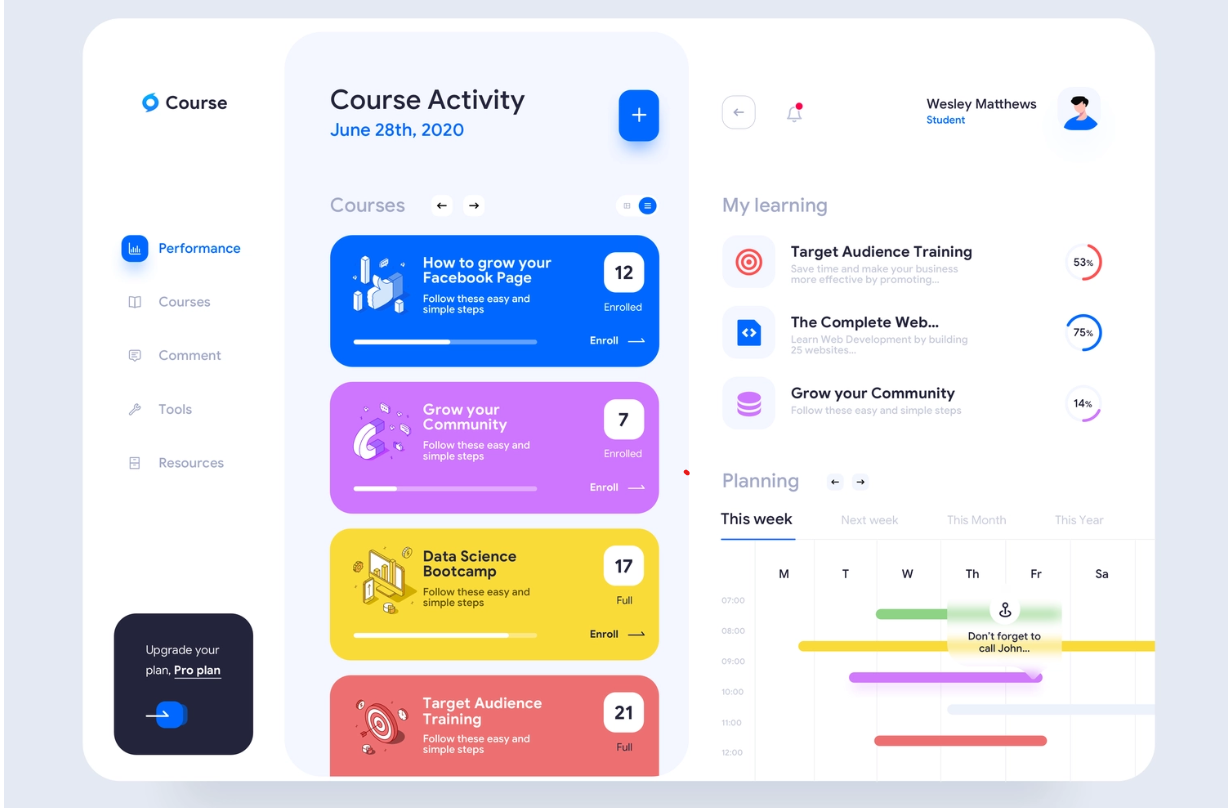 Course
Performance
Courses
Comment
Tools
Resources
Upgrade your
plan, Pro plan
Course Activity
June 28th, 2020
+
Courses
How to grow your
Facebook Page
Follow these easy and
simple steps
12
Enrolled
Enroll
Grow your
Community
Follow these easy and
simple steps
7
Enrolled
Enroll
Data Science
Bootcamp
Follow these easy and
simple steps
17
Full
Enroll
Target Audience
Training
Follow these easy and
simple steps
21
Full
Wesley Matthews
Student
My learning
Target Audience Training
Save time and make your business
more effective by promoting...
53%
The Complete Web...
Learn Web Development by building
25 websites...
75%
Grow your Community
Follow these easy and simple steps
14%
Planning
This week Next week This Month This Year
M T W Th Fr Sa
07:00
08:00
Don't forget to
call John...
09:00
10:00
11:00
12:00